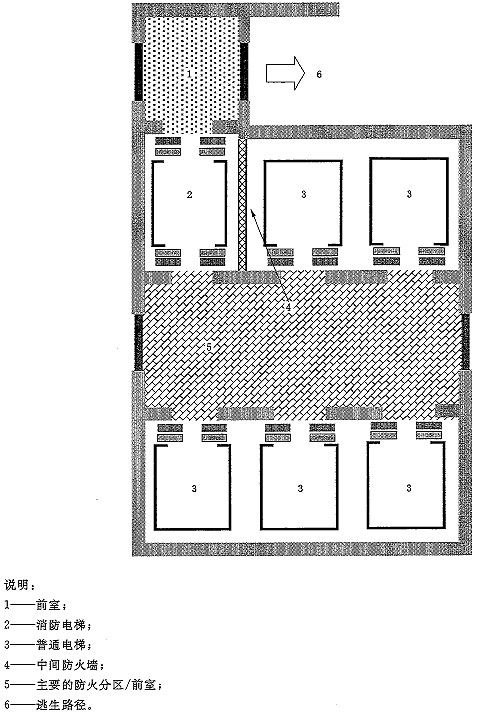 1
6
2
3
3
4
5
3
3
3
说明：
1——前室；
2——消防电梯；
3——普通电梯；
4——中间防火墙；
5——主要的防火分区/前室；
6——逃生路径。